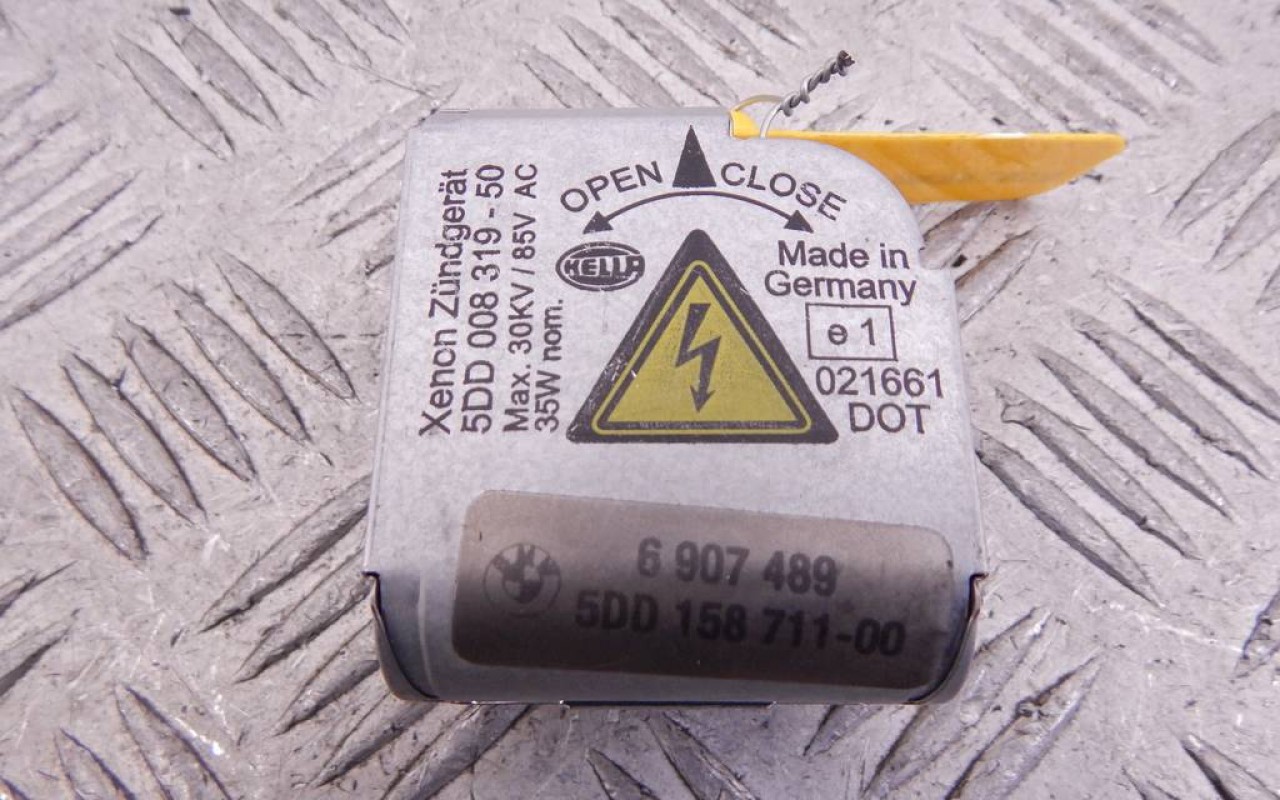 Xenon Zündgerät
5DD 008 319 - 50
Max. 30KV / 85V AC
35W nom.
OPEN CLOSE
HELLA
Made in
Germany
e 1
021661
DOT
BMW
6 907 489
5DD 158 711-00